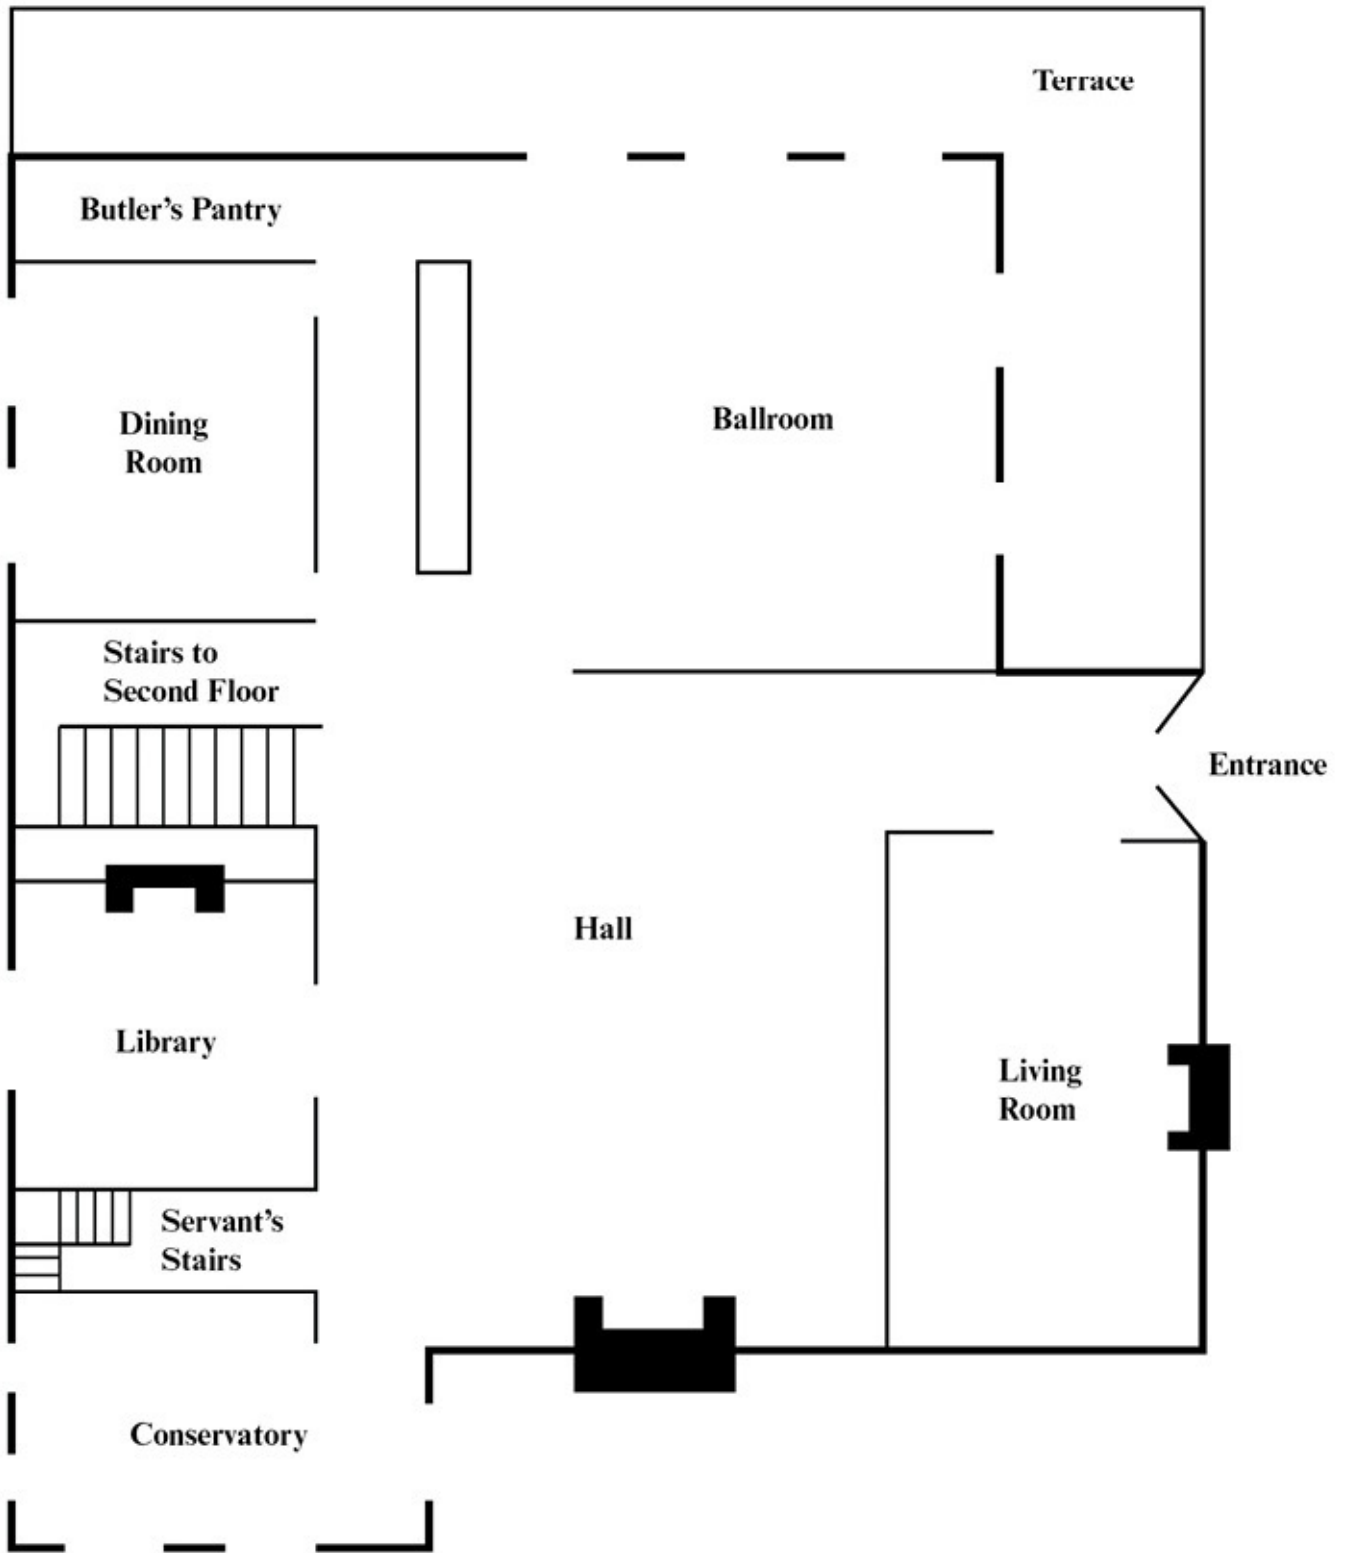 Terrace
Butler's Pantry
Dining
Room
Ballroom
Stairs to
Second Floor
Entrance
Hall
Library
Living
Room
Servant's
Stairs
Conservatory